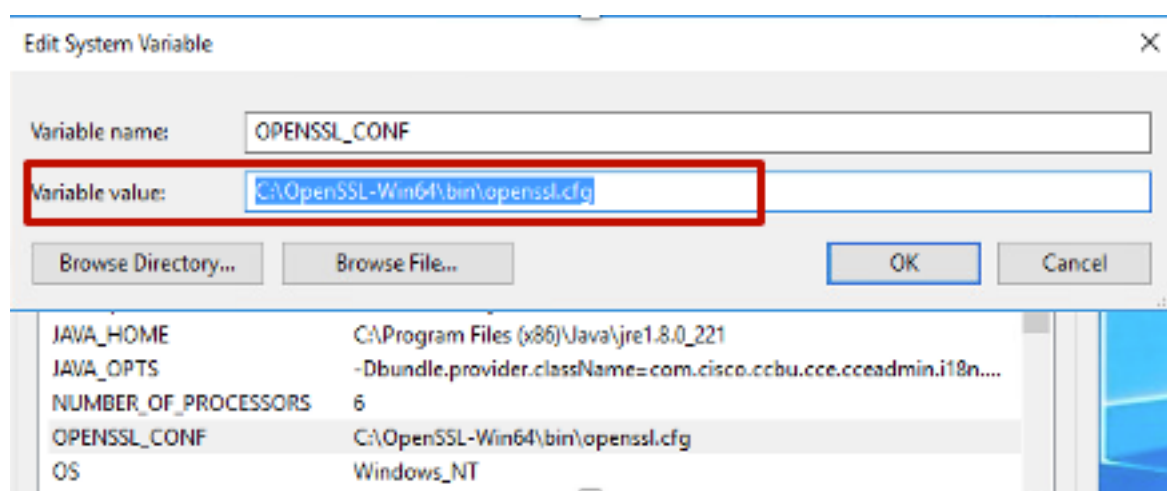 Edit System Variable
Variable name: OPENSSL_CONF
Variable value: C:\OpenSSL-Win64\bin\openssl.cfg
Browse Directory... Browse File... OK Cancel
JAVA_HOME C:\Program Files (x86)\Java\jre1.8.0_221
JAVA_OPTS -Dbundle.provider.className=com.cisco.ccbu.cce.cceadmin.i18n....
NUMBER_OF_PROCESSORS 6
OPENSSL_CONF C:\OpenSSL-Win64\bin\openssl.cfg
OS Windows_NT